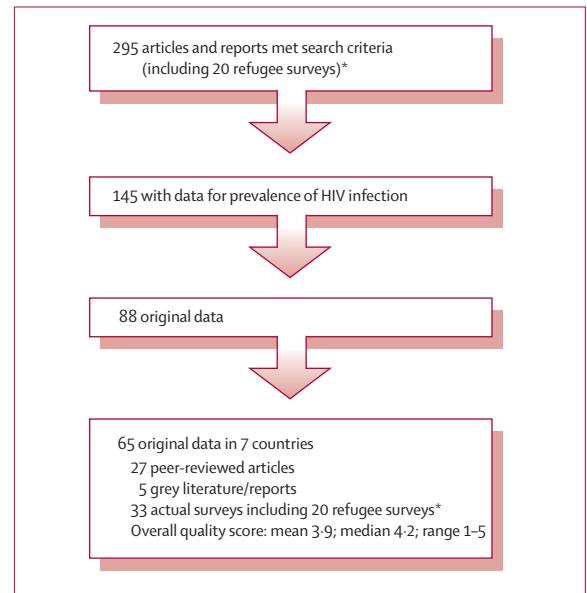 295 articles and reports met search criteria
(including 20 refugee surveys)*
145 with data for prevalence of HIV infection
88 original data
65 original data in 7 countries
27 peer-reviewed articles
5 grey literature/reports
33 actual surveys including 20 refugee surveys*
Overall quality score: mean 3·9; median 4·2; range 1–5